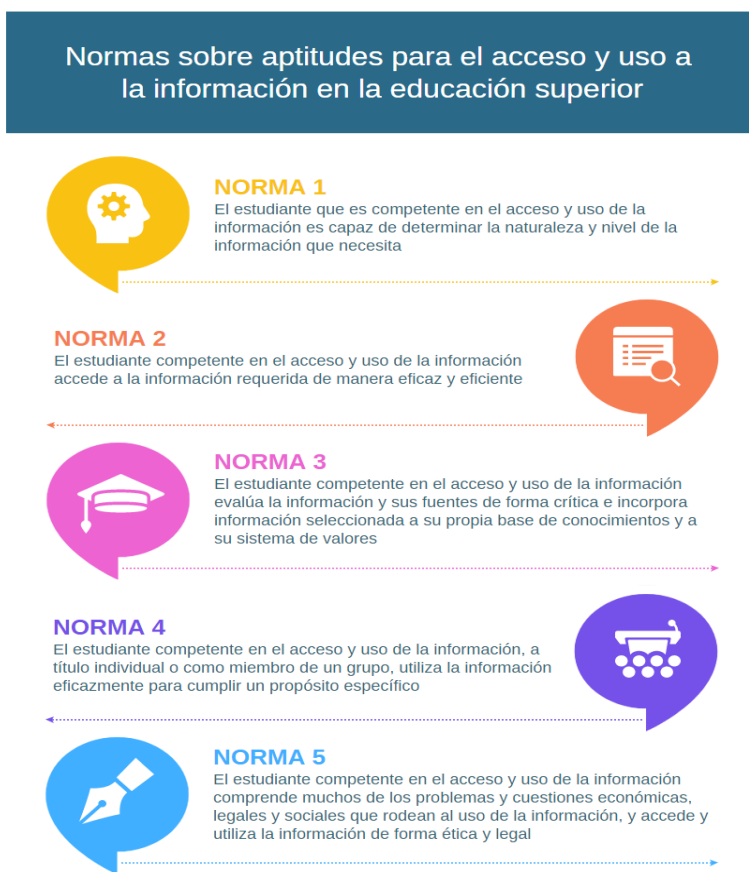 Normas sobre aptitudes para el acceso y uso a
la información en la educación superior
NORMA 1
El estudiante que es competente en el acceso y uso de la
información es capaz de determinar la naturaleza y nivel de la
información que necesita
NORMA 2
El estudiante competente en el acceso y uso de la información
accede a la información requerida de manera eficaz y eficiente
NORMA 3
El estudiante competente en el acceso y uso de la información
evalúa la información y sus fuentes de forma crítica e incorpora
información seleccionada a su propia base de conocimientos y a
su sistema de valores
NORMA 4
El estudiante competente en el acceso y uso de la información, a
título individual o como miembro de un grupo, utiliza la información
eficazmente para cumplir un propósito específico
NORMA 5
El estudiante competente en el acceso y uso de la información
comprende muchos de los problemas y cuestiones económicas,
legales y sociales que rodean al uso de la información, y accede y
utiliza la información de forma ética y legal